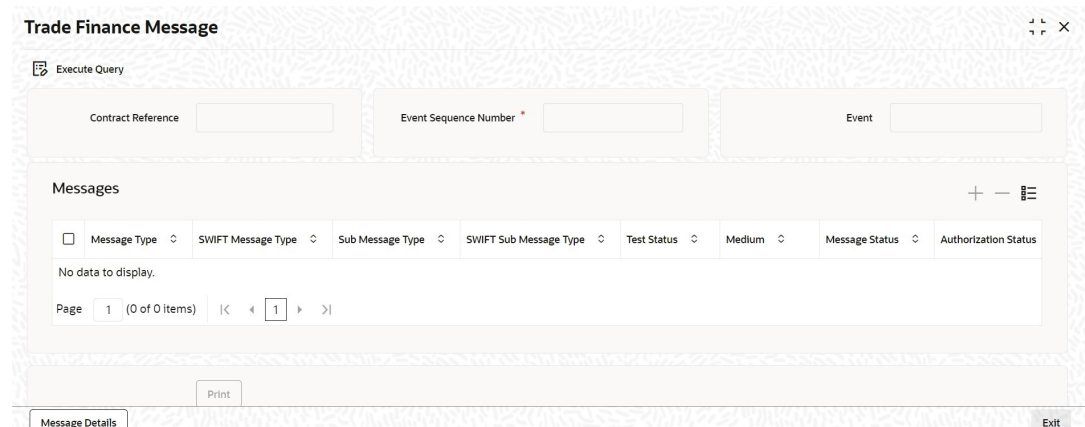 Trade Finance Message
Execute Query
Contract Reference
Event Sequence Number *
Event
Messages
Message Type SWIFT Message Type Sub Message Type SWIFT Sub Message Type Test Status Medium Message Status Authorization Status
No data to display.
Page 1 (0 of 0 items) 1
Print
Message Details Exit